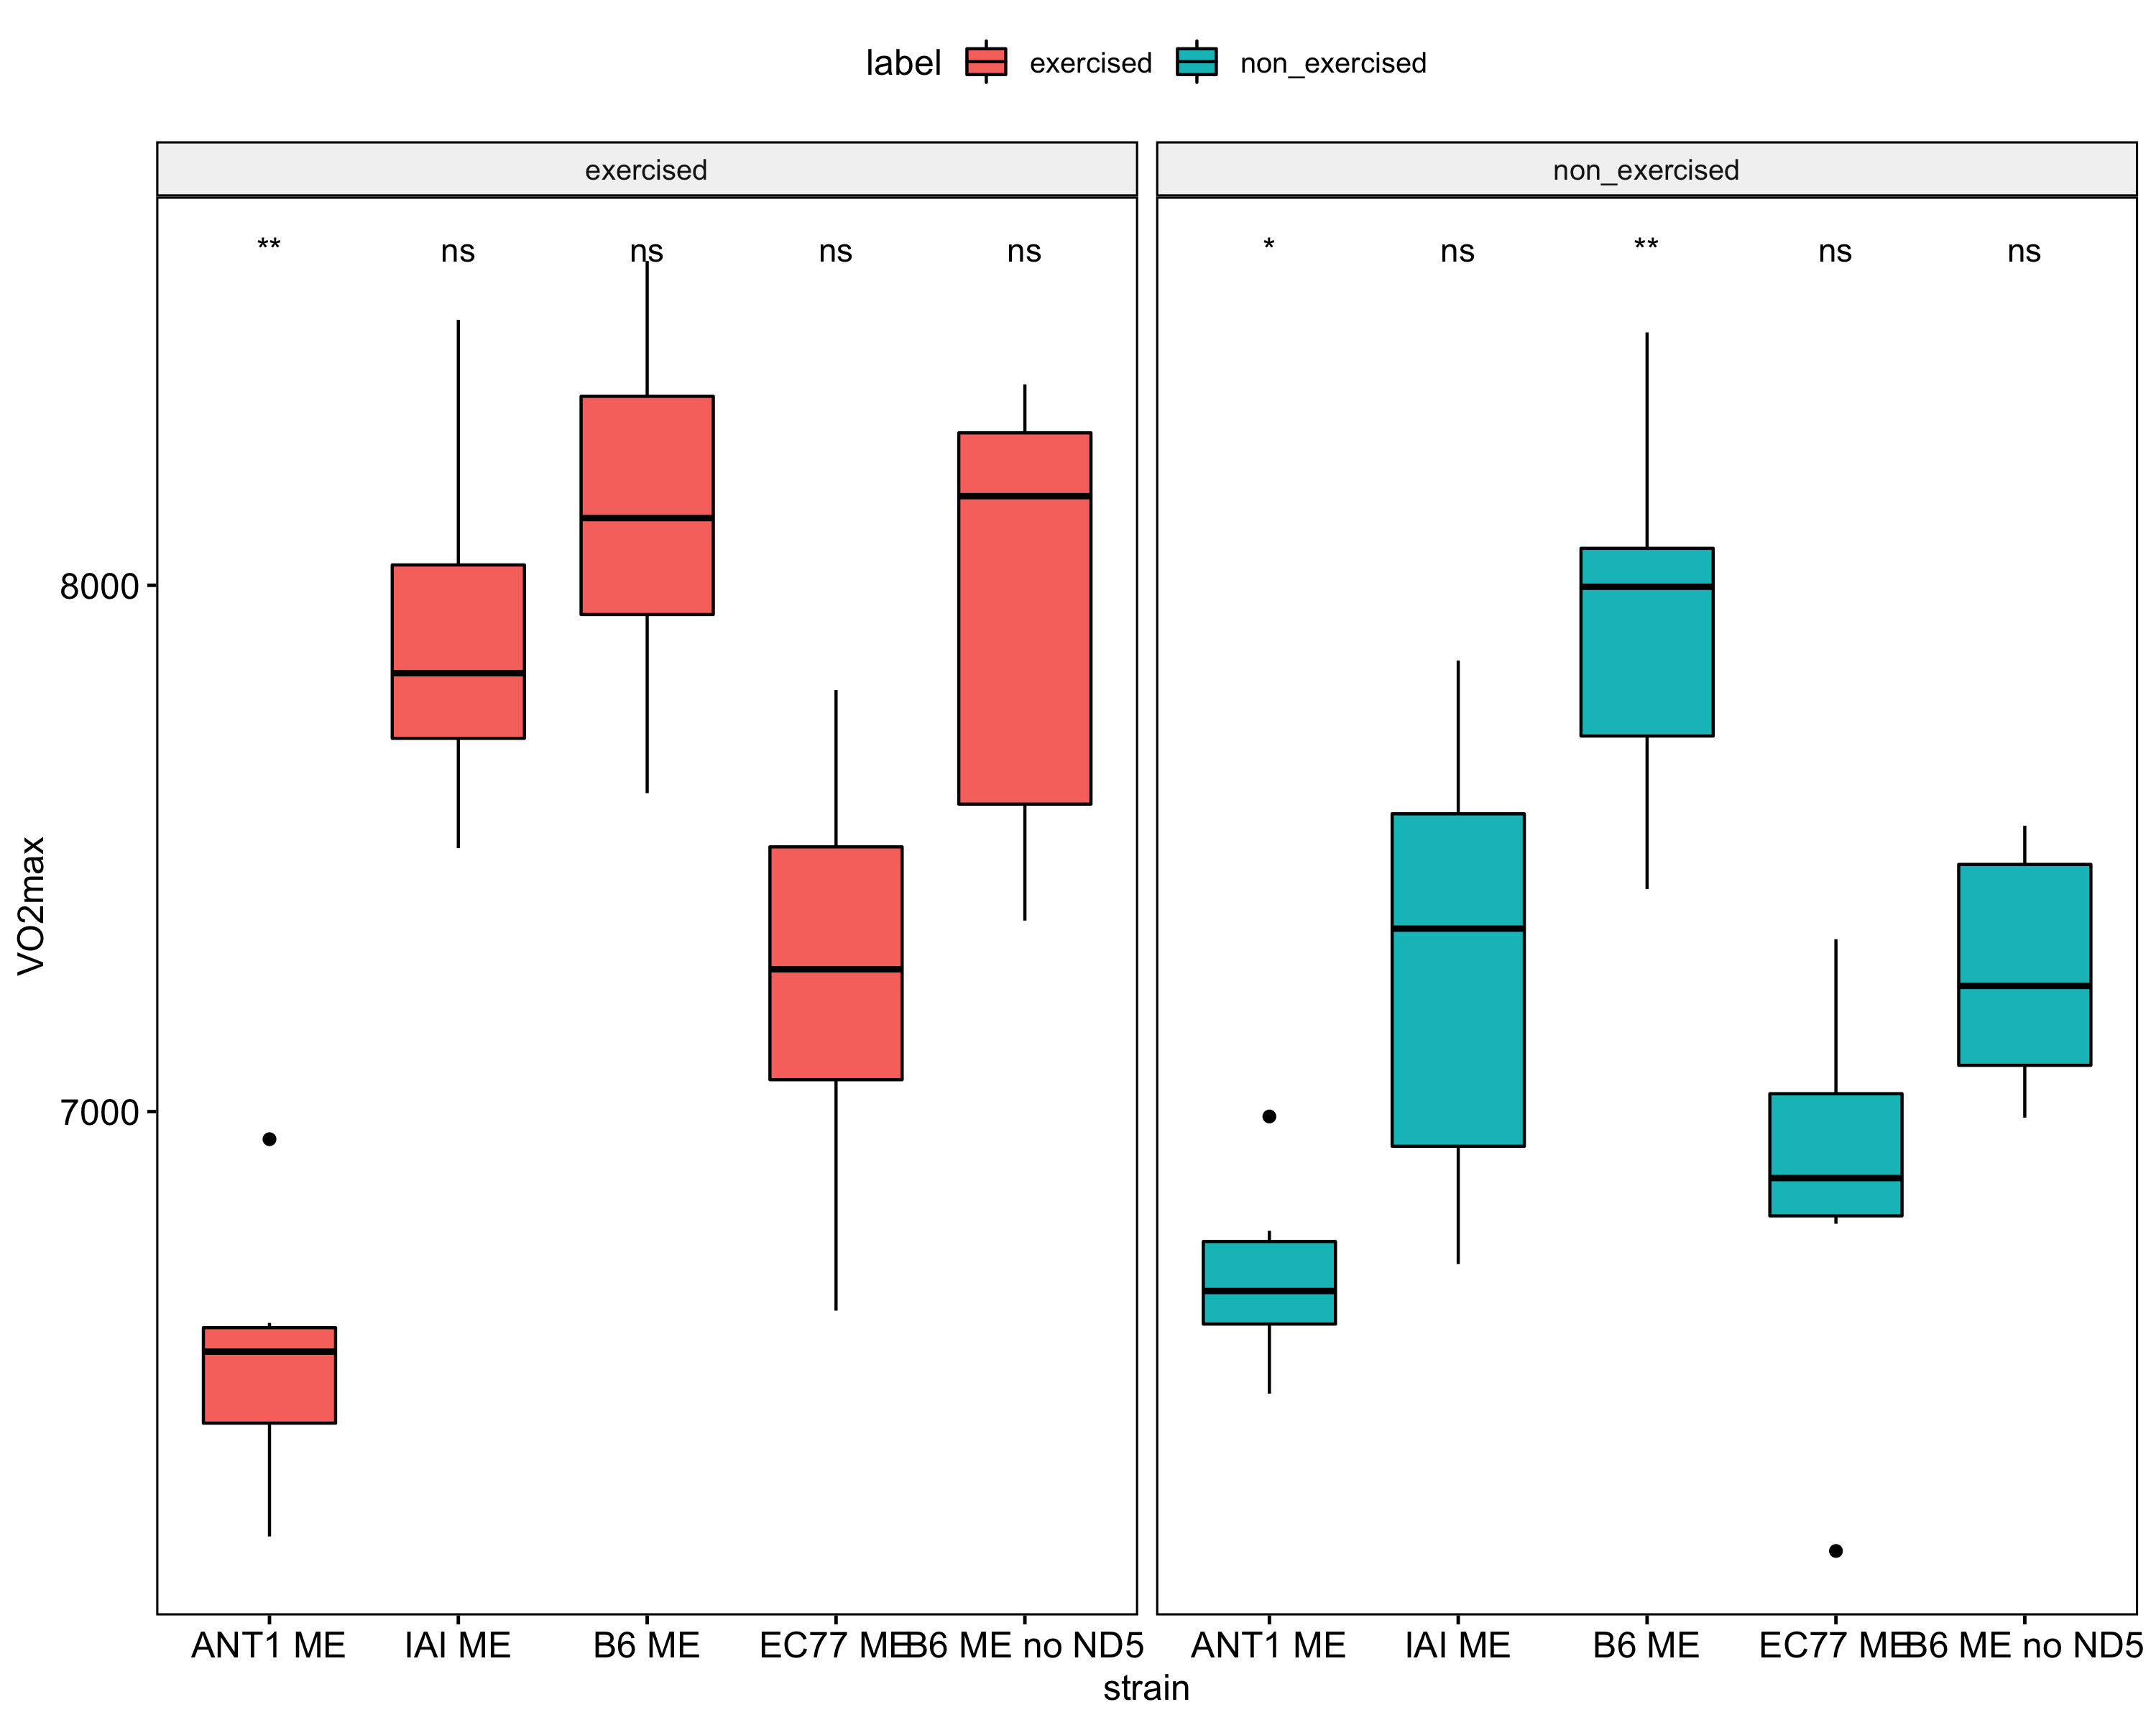 label exercised non_exercised
exercised non_exercised
** ns ns ns ns * ns ** ns ns
8000
7000
VO2max
ANT1 ME IAI ME B6 ME EC77 ME B6 ME no ND5 ANT1 ME IAI ME B6 ME EC77 ME B6 ME no ND5
strain